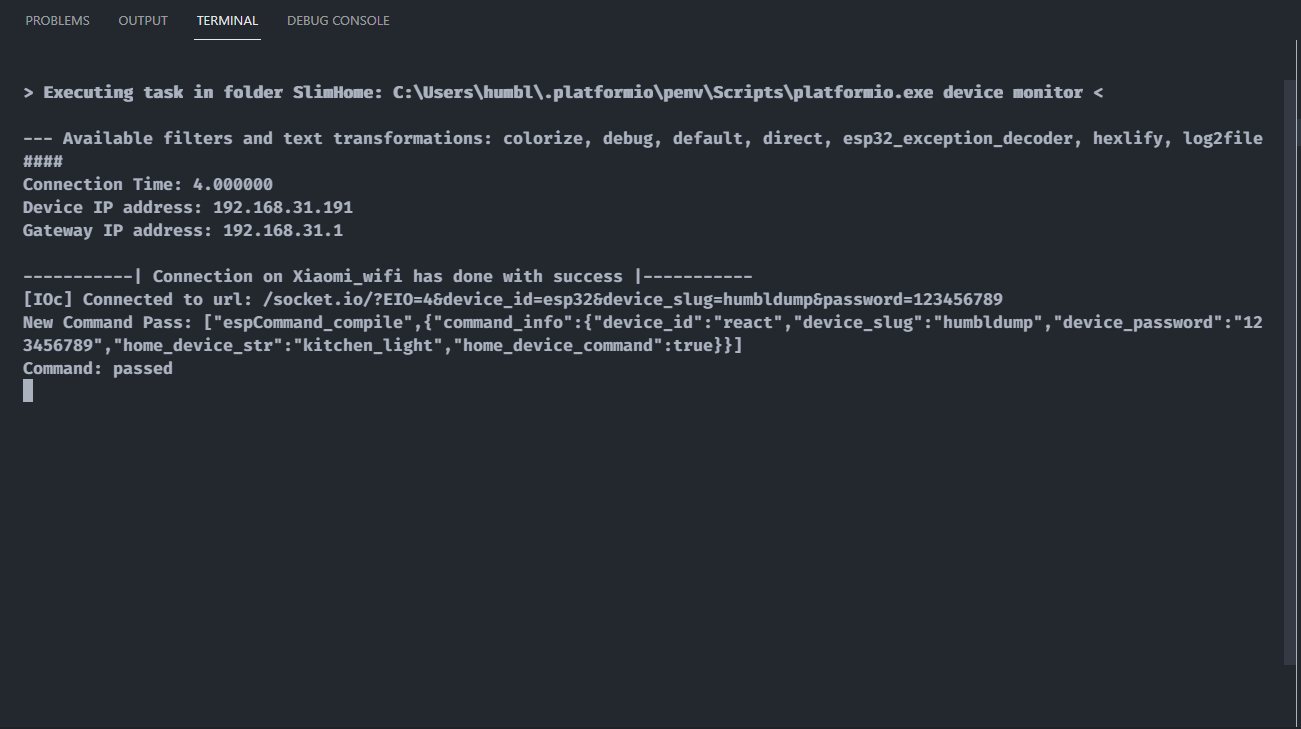 PROBLEMS OUTPUT TERMINAL DEBUG CONSOLE
> Executing task in folder SlimHome: C:\Users\humbl\.platformio\penv\Scripts\platformio.exe device monitor <
--- Available filters and text transformations: colorize, debug, default, direct, esp32_exception_decoder, hexlify, log2file
####
Connection Time: 4.000000
Device IP address: 192.168.31.191
Gateway IP address: 192.168.31.1
-----------| Connection on Xiaomi_wifi has done with success |-----------
[IOc] Connected to url: /socket.io/?EIO=4&device_id=esp32&device_slug=humbldump&password=123456789
New Command Pass: ["espCommand_compile",{"command_info":{"device_id":"react","device_slug":"humbldump","device_password":"12
3456789","home_device_str":"kitchen_light","home_device_command":true}}]
Command: passed